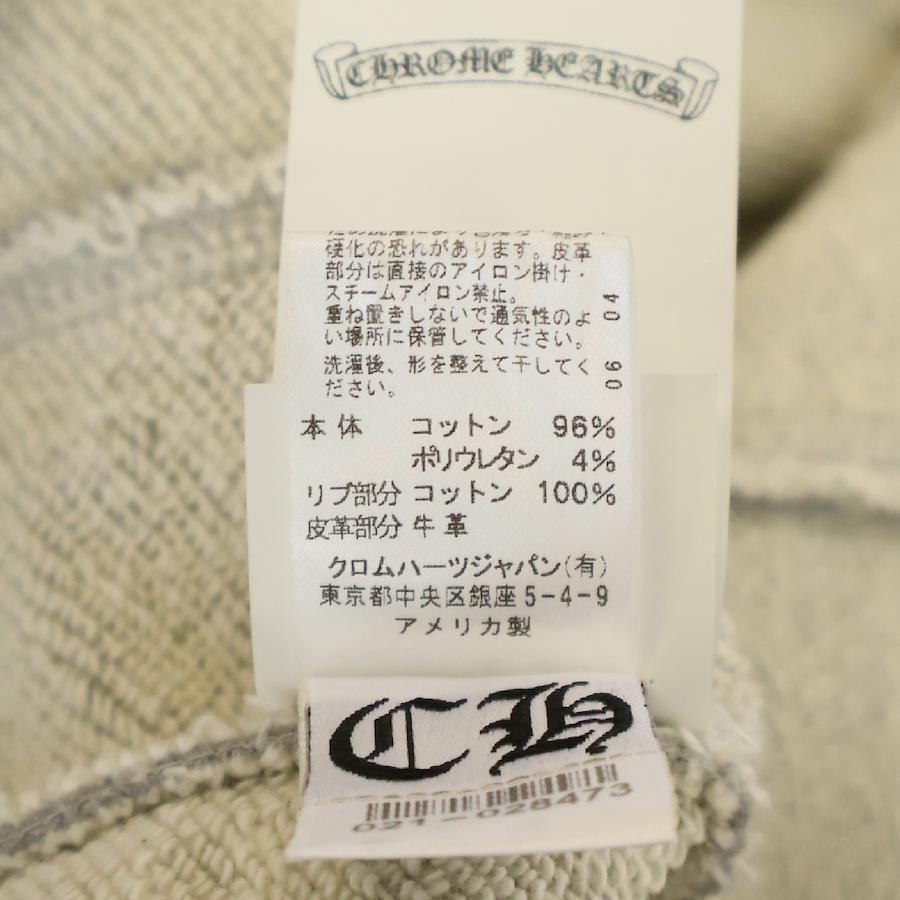 CHROME HEARTS
硬化の恐れがあります。皮革
部分は直接のアイロン掛け・
スチームアイロン禁止。
重ね置きしないで通気性のよ
い場所に保管してください。
洗濯後、形を整えて干してく
ださい。
06 04
本体 コットン 96%
ポリウレタン 4%
リブ部分 コットン 100%
皮革部分 牛革
クロムハーツジャパン(有)
東京都中央区銀座5-4-9
アメリカ製
CH
021-028473